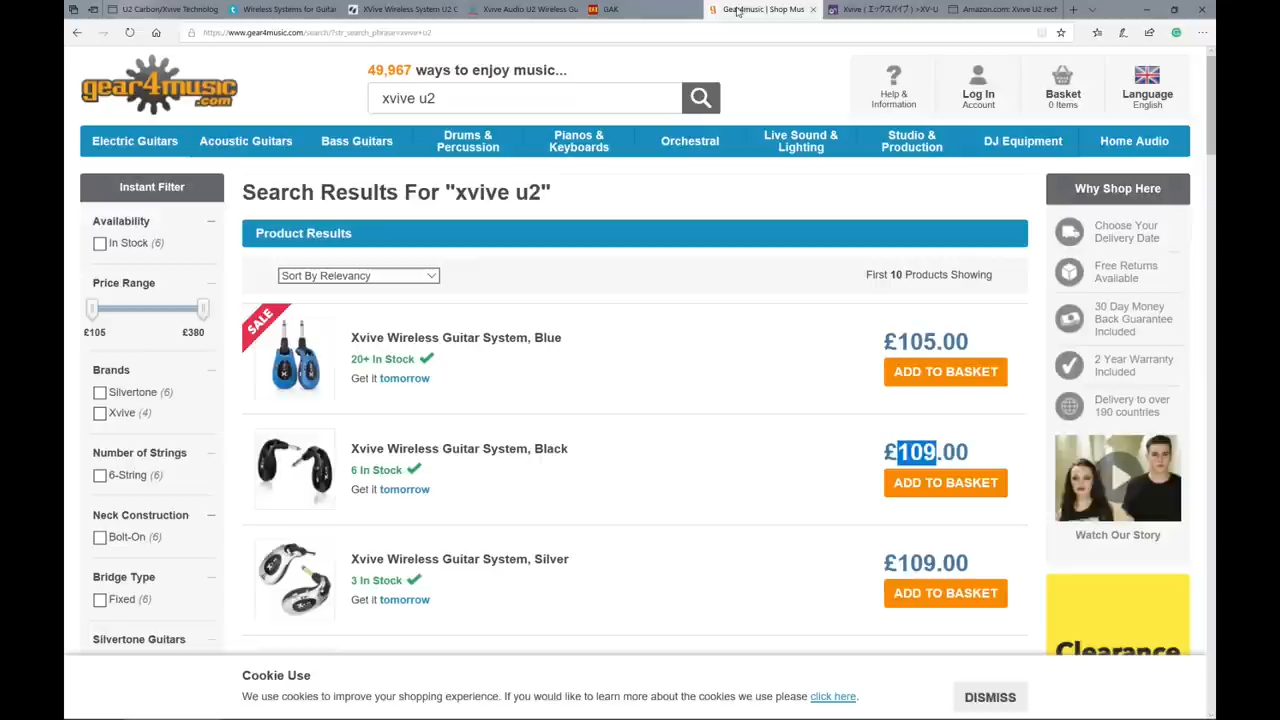 U2 Carbon/Xvive Technolog
Wireless Systems for Guitar
XVive Wireless System U2 C
Xvive Audio U2 Wireless Gu
GAK
Gear4music | Shop Mus
Xvive ( エックスバイブ ) >XV-U
Amazon.com: Xvive U2 rech
https://www.gear4music.com/search/?str_search_phrase=xvive+u2
gear4music
.com
49,967 ways to enjoy music...
xvive u2
Help &
Information
Log In
Account
Basket
0 Items
Language
English
Electric Guitars
Acoustic Guitars
Bass Guitars
Drums &
Percussion
Pianos &
Keyboards
Orchestral
Live Sound &
Lighting
Studio &
Production
DJ Equipment
Home Audio
Instant Filter
Availability
In Stock (6)
Price Range
£105
£380
Brands
Silvertone (6)
Xvive (4)
Number of Strings
6-String (6)
Neck Construction
Bolt-On (6)
Bridge Type
Fixed (6)
Silvertone Guitars
Search Results For "xvive u2"
Product Results
Sort By Relevancy
First 10 Products Showing
SALE
Xvive Wireless Guitar System, Blue
20+ In Stock
Get it tomorrow
£105.00
ADD TO BASKET
Xvive Wireless Guitar System, Black
6 In Stock
Get it tomorrow
£109.00
ADD TO BASKET
Xvive Wireless Guitar System, Silver
3 In Stock
Get it tomorrow
£109.00
ADD TO BASKET
Why Shop Here
Choose Your
Delivery Date
Free Returns
Available
30 Day Money
Back Guarantee
Included
2 Year Warranty
Included
Delivery to over
190 countries
Watch Our Story
Clearance
Cookie Use
We use cookies to improve your shopping experience. If you would like to learn more about the cookies we use please click here.
DISMISS